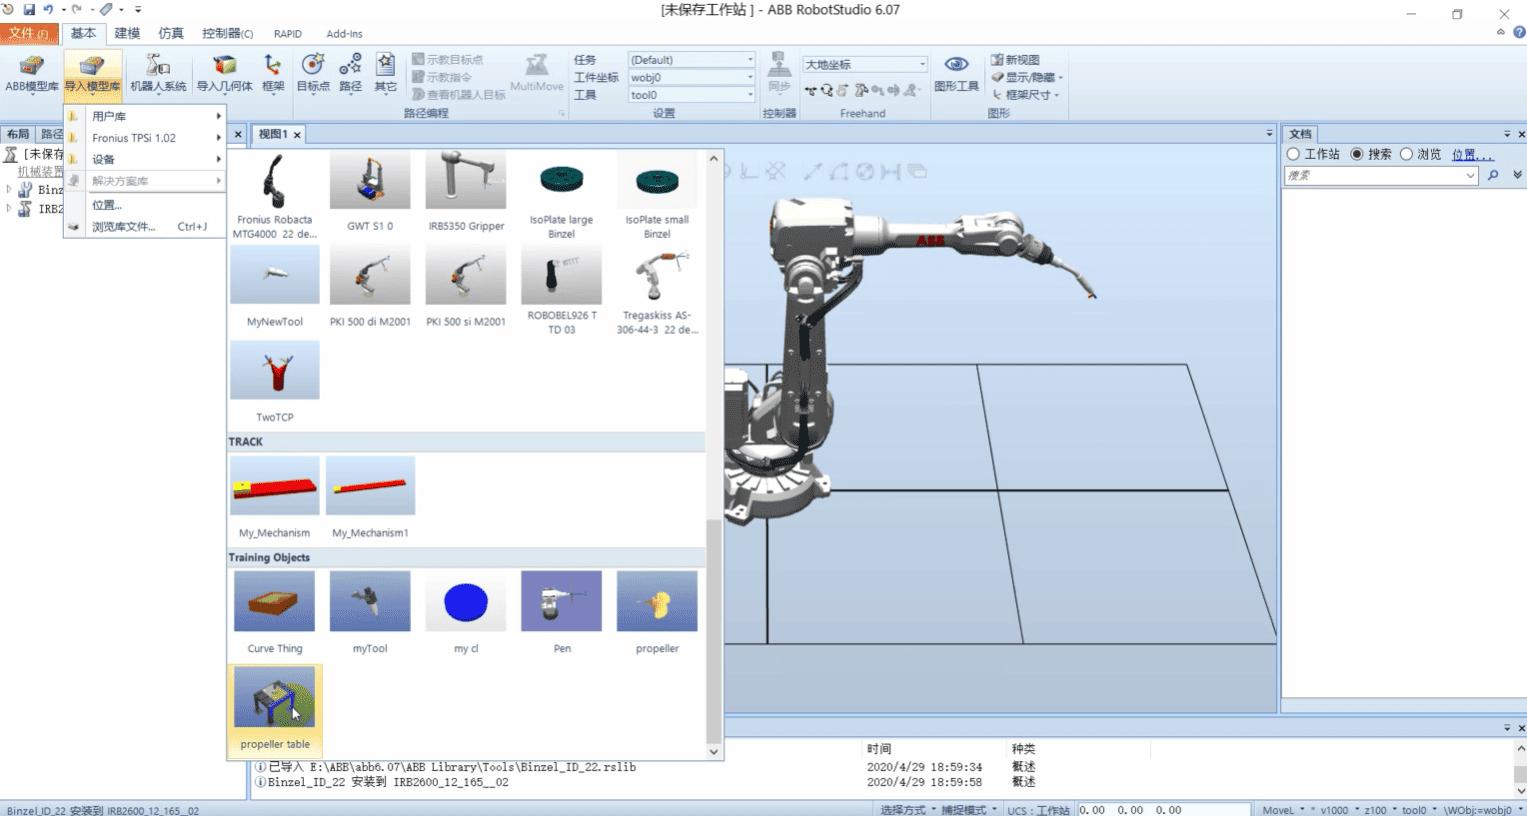 [未保存工作站 ] - ABB RobotStudio 6.07
文件 (F) 基本 建模 仿真 控制器(C) RAPID Add-Ins
ABB模型库 导入模型库 机器人系统 导入几何体 框架 目标点 路径 其它
示教目标点
示教指令
查看机器人目标
MultiMove
路径编程
任务 (Default)
工件坐标 wobj0
工具 tool0
设置
同步
控制器
大地坐标
Freehand
图形工具
新视图
显示/隐藏
框架尺寸
图形
布局 路径
[未保存
机械装置
Binz
IRB2
用户库
Fronius TPSi 1.02
设备
解决方案库
位置...
浏览库文件... Ctrl+J
视图1
Fronius Robacta
MTG4000 22 de...
GWT S1 0
IRB5350 Gripper
IsoPlate large
Binzel
IsoPlate small
Binzel
MyNewTool
PKI 500 di M2001
PKI 500 si M2001
ROBOBEL926 T
TD 03
Tregaskiss AS-
306-44-3 22 de...
TwoTCP
TRACK
My_Mechanism My_Mechanism1
Training Objects
Curve Thing myTool my cl Pen propeller
propeller table
ABB
文档
工作站 搜索 浏览 位置...
搜索
时间 种类
已导入 E:\ABB\abb6.07\ABB Library\Tools\Binzel_ID_22.rslib 2020/4/29 18:59:34 概述
Binzel_ID_22 安装到 IRB2600_12_165__02 2020/4/29 18:59:58 概述
Binzel_ID_22 安装到 IRB2600_12_165__02 选择方式 捕捉模式 UCS : 工作站 0.00 0.00 0.00 MoveL * v1000 z100 tool0 \WObj:=wobj0